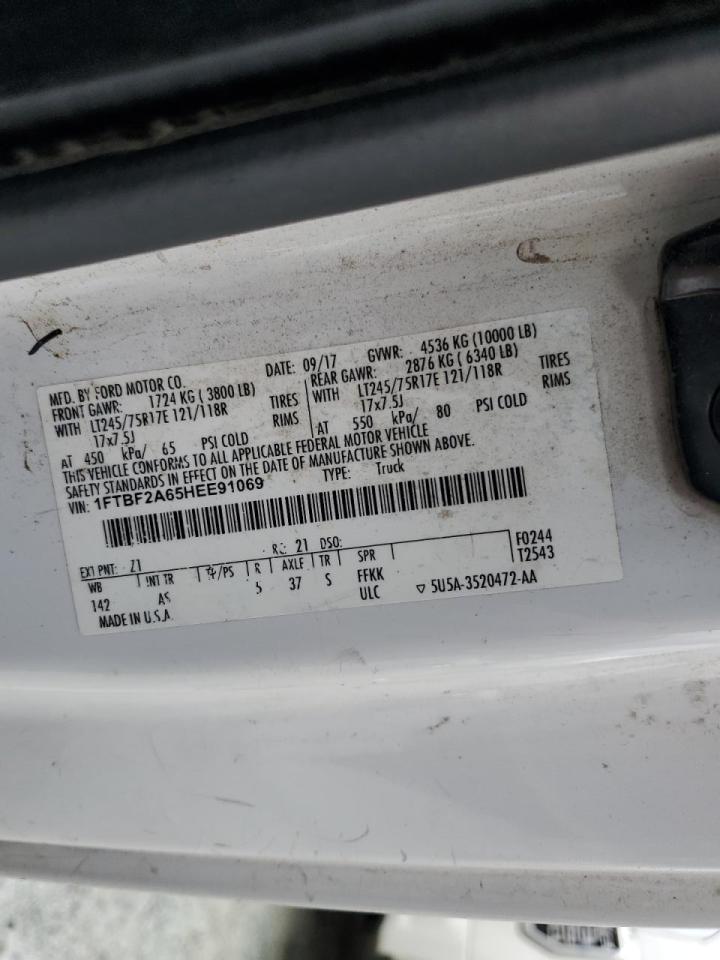 MFD. BY FORD MOTOR CO. DATE: 09/17 GVWR: 4536 KG (10000 LB)
FRONT GAWR: 1724 KG ( 3800 LB) REAR GAWR: 2876 KG ( 6340 LB)
WITH LT245/75R17E 121/118R TIRES WITH LT245/75R17E 121/118R TIRES
17x7.5J RIMS 17x7.5J RIMS
AT 450 kPa/ 65 PSI COLD AT 550 kPa/ 80 PSI COLD
THIS VEHICLE CONFORMS TO ALL APPLICABLE FEDERAL MOTOR VEHICLE
SAFETY STANDARDS IN EFFECT ON THE DATE OF MANUFACTURE SHOWN ABOVE.
VIN: 1FTBF2A65HEE91069 TYPE: Truck
EXT PNT: Z1 21 DSO: F0244
WB INT TR TP/PS R AXLE TR SPR T2543
142 AS 5 37 S FFKK
MADE IN U.S.A. ULC ▽ 5U5A-3520472-AA